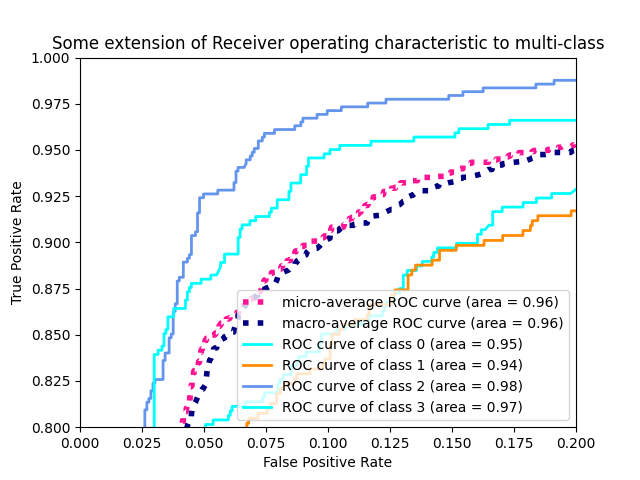 Some extension of Receiver operating characteristic to multi-class
1.000
0.975
0.950
0.925
0.900
0.875
0.850
0.825
0.800
True Positive Rate
micro-average ROC curve (area = 0.96)
macro-average ROC curve (area = 0.96)
ROC curve of class 0 (area = 0.95)
ROC curve of class 1 (area = 0.94)
ROC curve of class 2 (area = 0.98)
ROC curve of class 3 (area = 0.97)
0.000 0.025 0.050 0.075 0.100 0.125 0.150 0.175 0.200
False Positive Rate